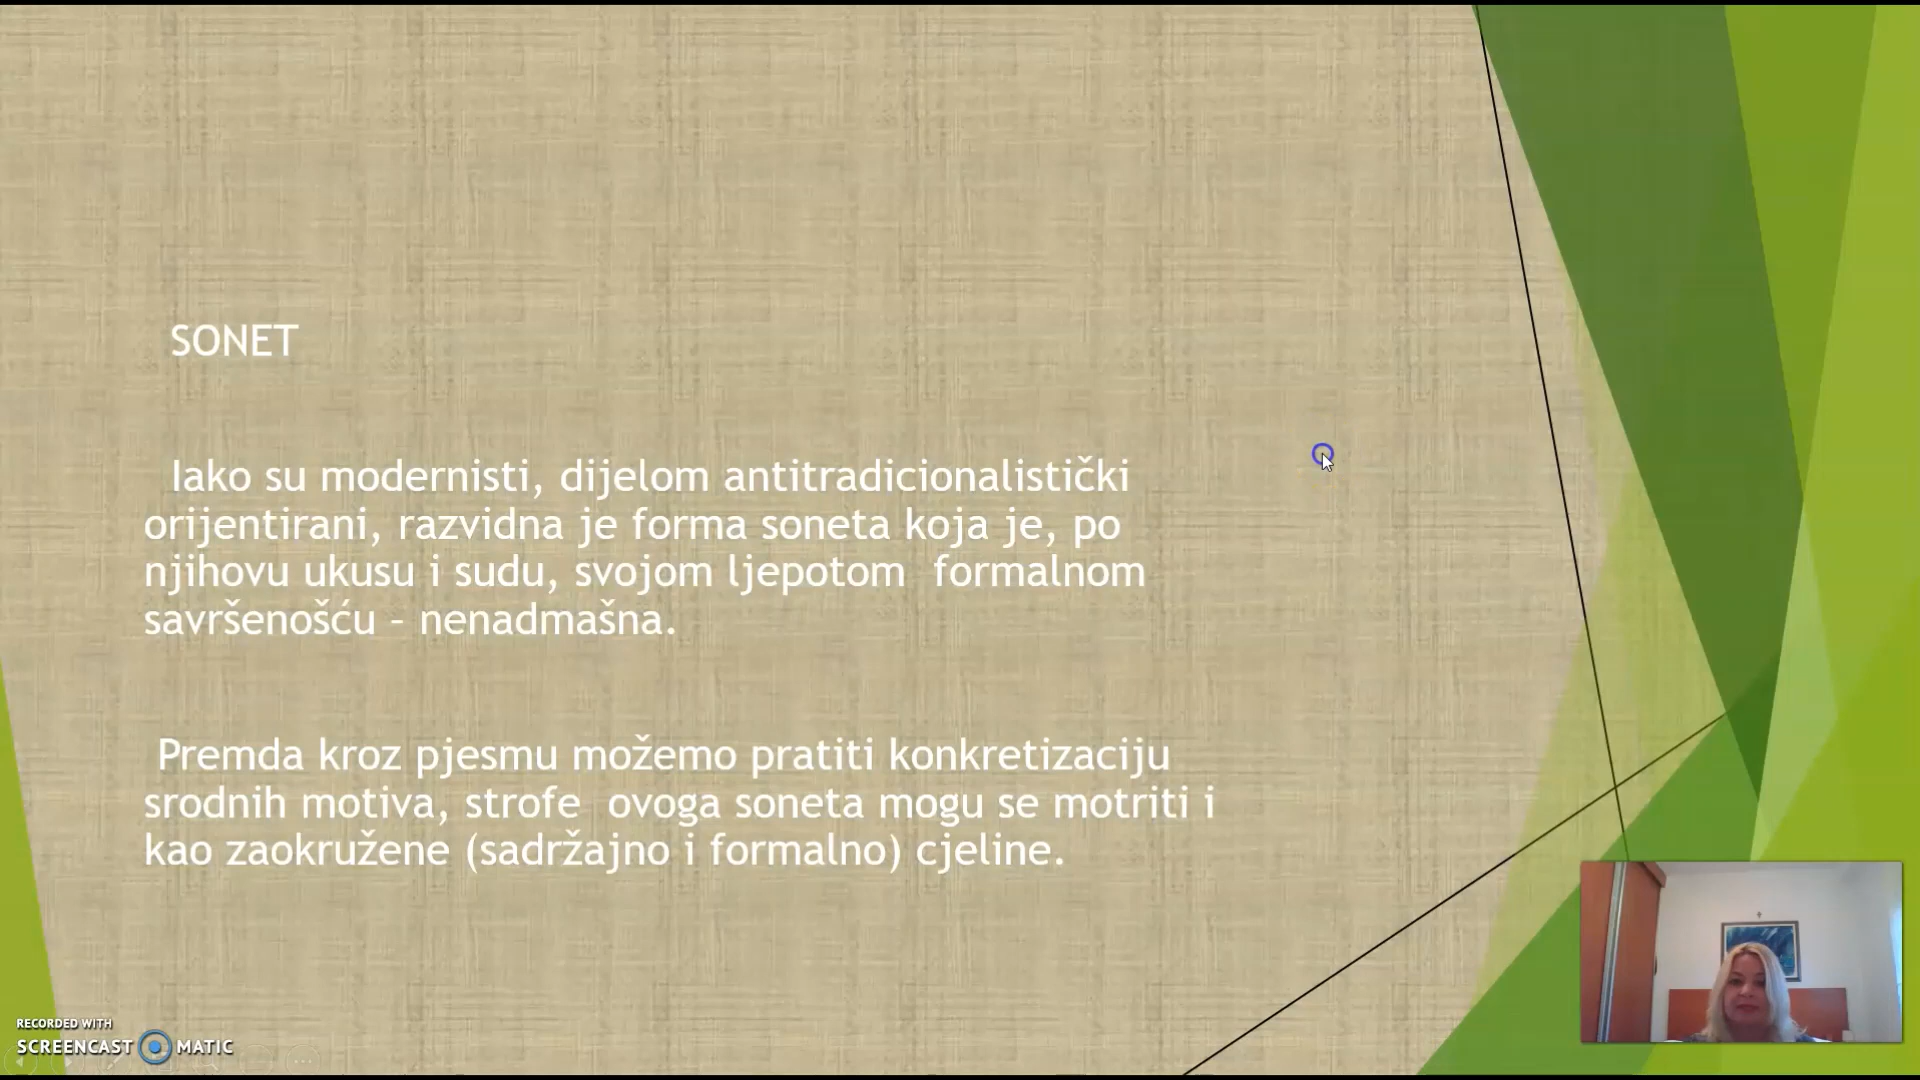 SONET
Iako su modernisti, dijelom antitradicionalistički
orijentirani, razvidna je forma soneta koja je, po
njihovu ukusu i sudu, svojom ljepotom  formalnom
savršenošću – nenadmašna.
Premda kroz pjesmu možemo pratiti konkretizaciju
srodnih motiva, strofe  ovoga soneta mogu se motriti i
kao zaokružene (sadržajno i formalno) cjeline.
RECORDED WITH
SCREENCAST MATIC